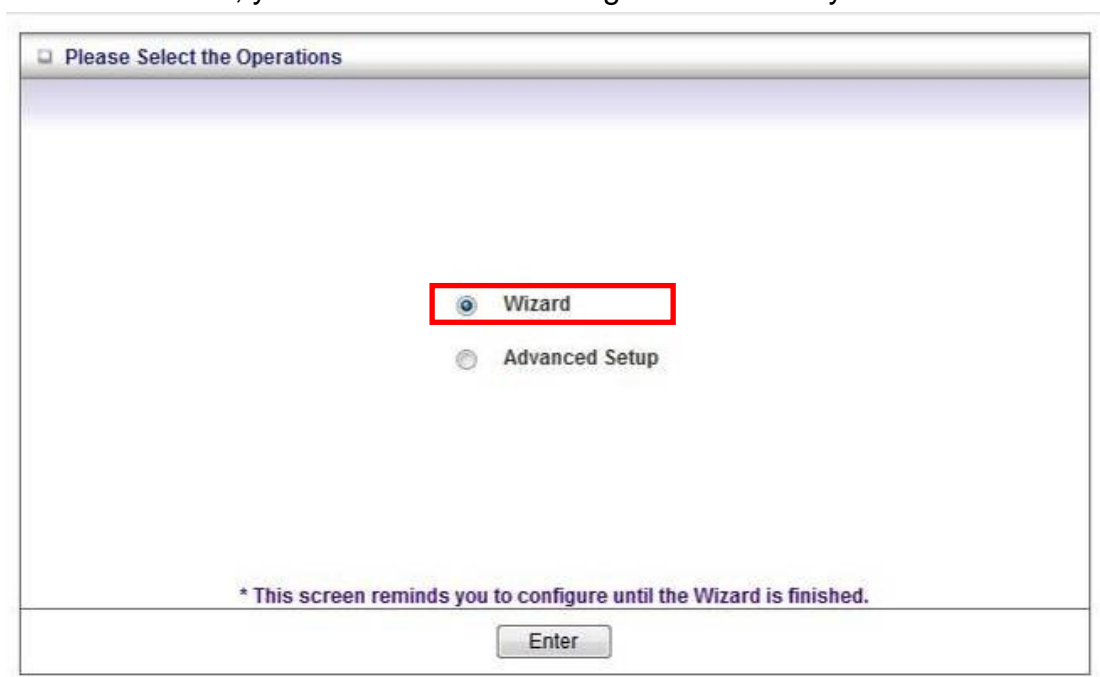 Please Select the Operations
Wizard
Advanced Setup
* This screen reminds you to configure until the Wizard is finished.
Enter